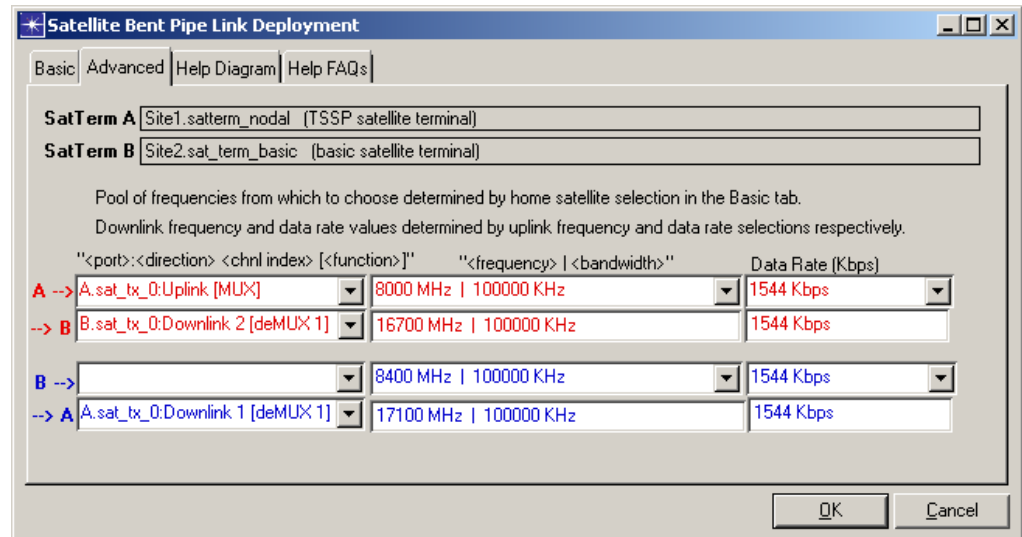 Satellite Bent Pipe Link Deployment
Basic Advanced Help Diagram Help FAQs
SatTerm A Site1.satterm_nodal (TSSP satellite terminal)
SatTerm B Site2.sat_term_basic (basic satellite terminal)
Pool of frequencies from which to choose determined by home satellite selection in the Basic tab.
Downlink frequency and data rate values determined by uplink frequency and data rate selections respectively.
"<port>:<direction> <chnl index> [<function>]" "<frequency> | <bandwidth>" Data Rate (Kbps)
A --> A.sat_tx_0:Uplink [MUX] 8000 MHz | 100000 KHz 1544 Kbps
--> B B.sat_tx_0:Downlink 2 [deMUX 1] 16700 MHz | 100000 KHz 1544 Kbps
B --> 8400 MHz | 100000 KHz 1544 Kbps
--> A A.sat_tx_0:Downlink 1 [deMUX 1] 17100 MHz | 100000 KHz 1544 Kbps
OK Cancel